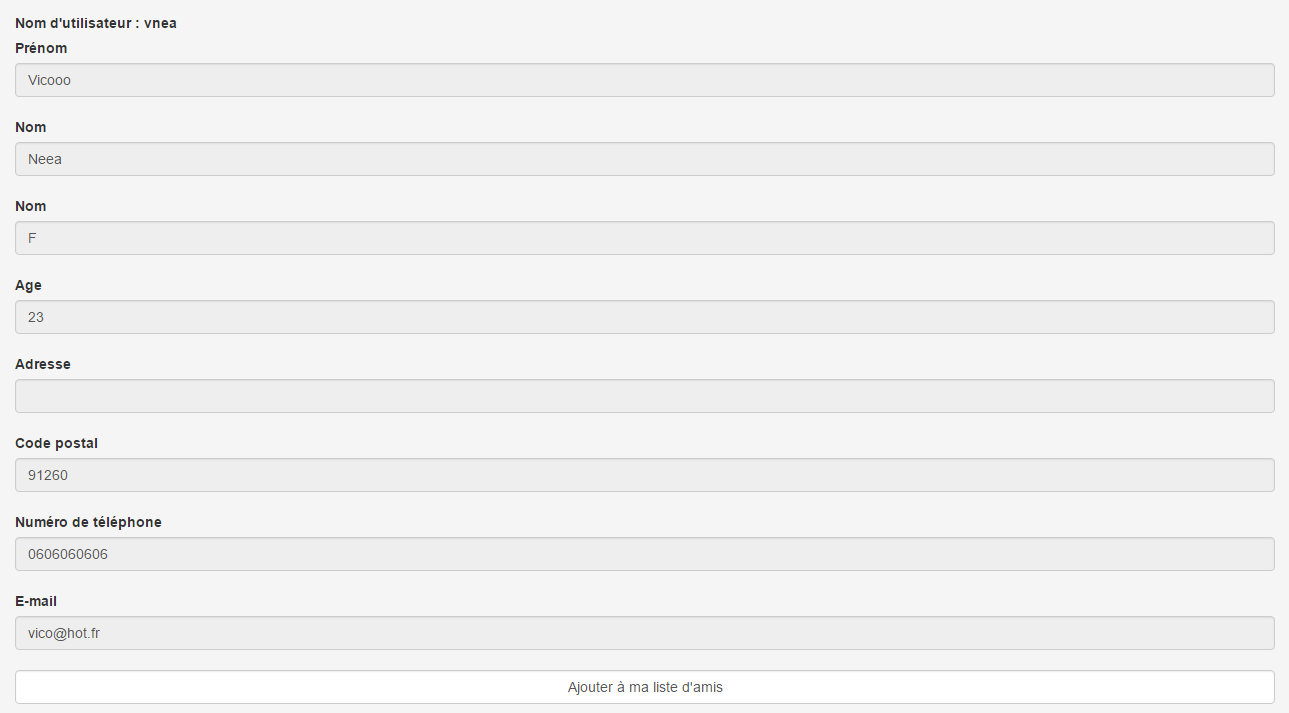 Nom d'utilisateur : vnea
Prénom
Vicooo
Nom
Neea
Nom
F
Age
23
Adresse
Code postal
91260
Numéro de téléphone
0606060606
E-mail
vico@hot.fr
Ajouter à ma liste d'amis